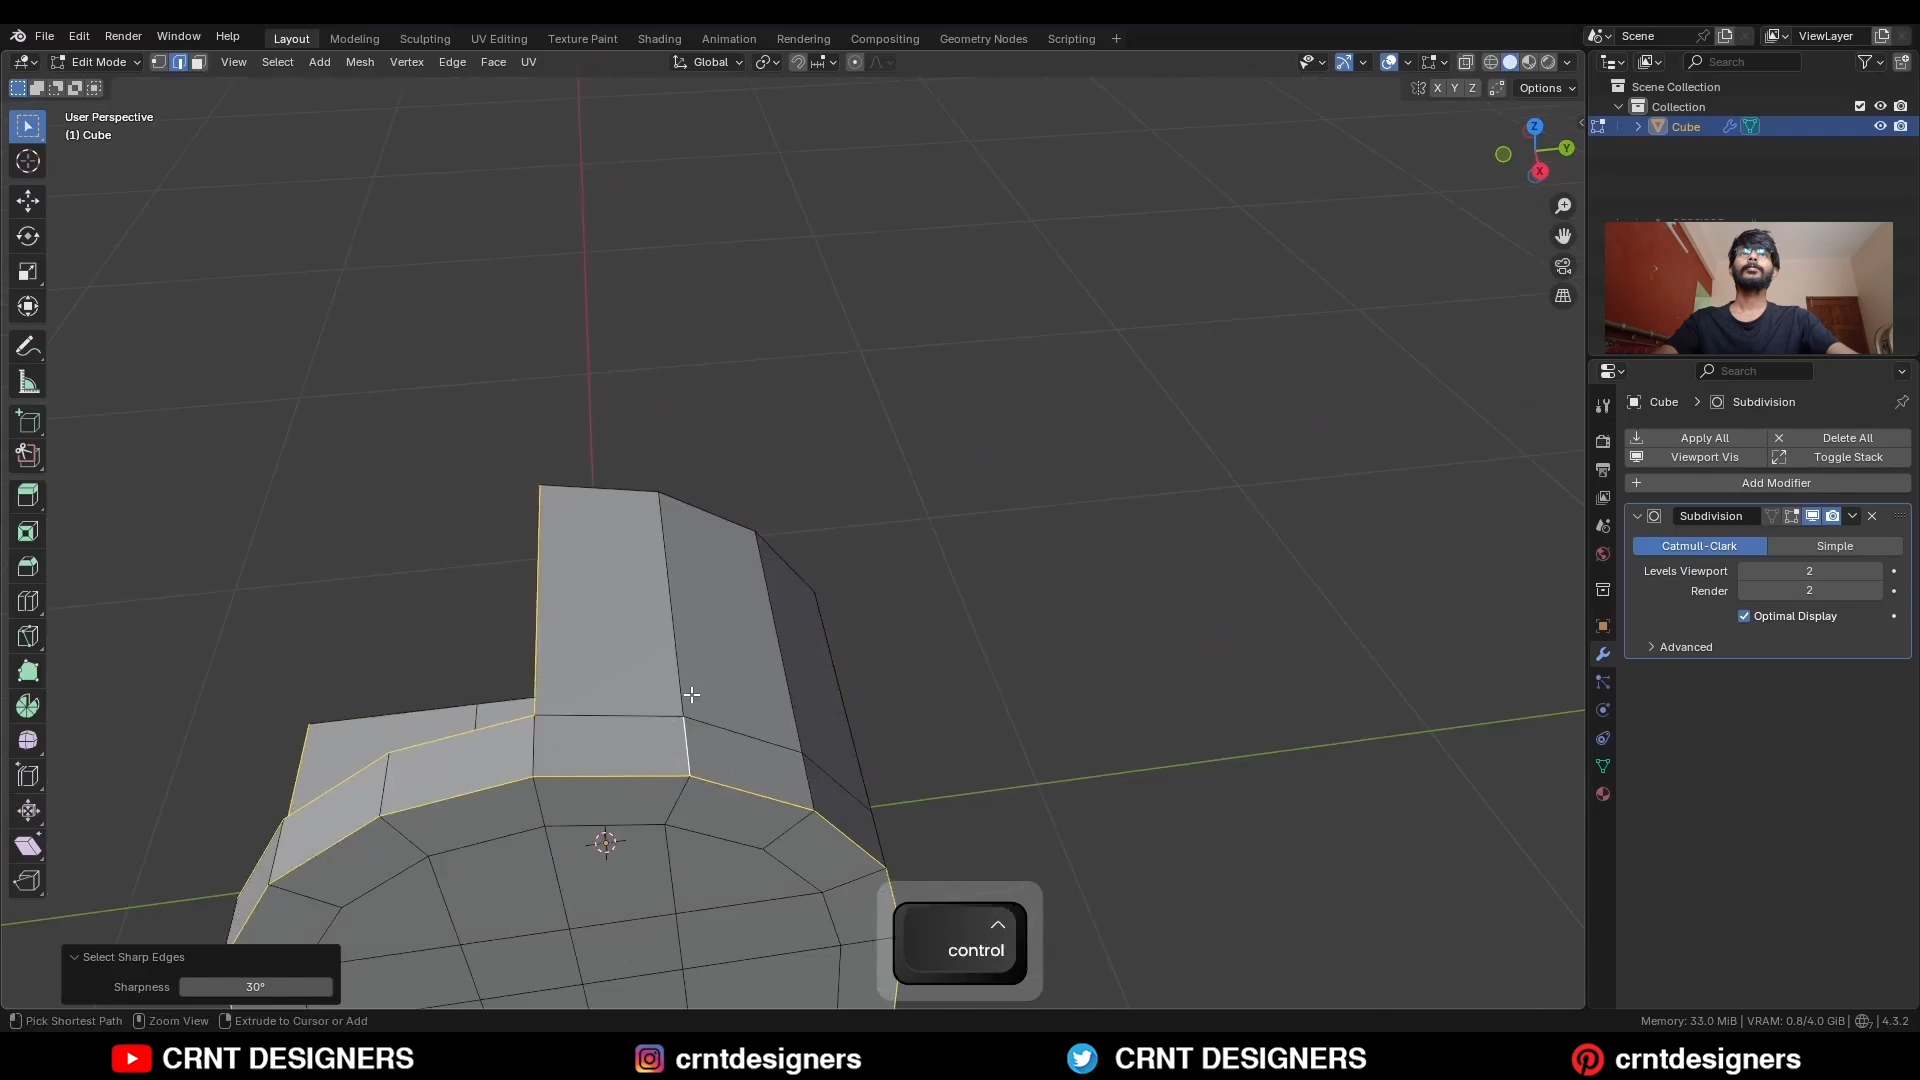 File Edit Render Window Help Layout Modeling Sculpting UV Editing Texture Paint Shading Animation Rendering Compositing Geometry Nodes Scripting + Scene ViewLayer
Edit Mode View Select Add Mesh Vertex Edge Face UV Global Search
X Y Z Options
Scene Collection
Collection
Cube
User Perspective
(1) Cube
Z
Y
X
Search
Cube > Subdivision
Apply All Delete All
Viewport Vis Toggle Stack
Add Modifier
Subdivision
Catmull-Clark Simple
Levels Viewport 2
Render 2
Optimal Display
Advanced
control
Select Sharp Edges
Sharpness 30°
Pick Shortest Path Zoom View Extrude to Cursor or Add Memory: 33.0 MiB | VRAM: 0.8/4.0 GiB | 7 | 4.3.2
CRNT DESIGNERS crntdesigners CRNT DESIGNERS crntdesigners